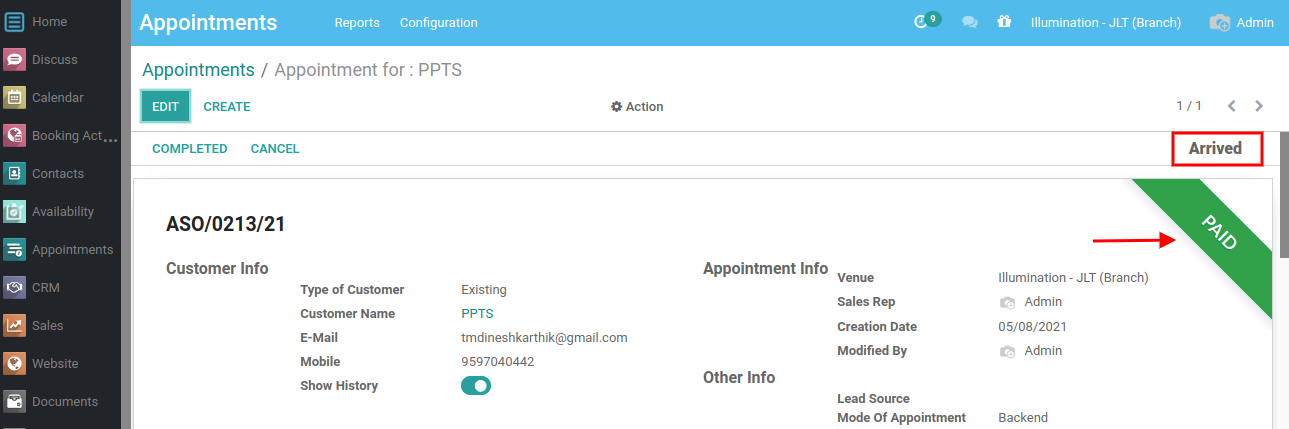 Home
Discuss
Calendar
Booking Act...
Contacts
Availability
Appointments
CRM
Sales
Website
Documents
Appointments Reports Configuration 9 Illumination - JLT (Branch) Admin
Appointments / Appointment for : PPTS
EDIT CREATE Action 1 / 1
COMPLETED CANCEL Arrived
PAID
ASO/0213/21
Customer Info
Type of Customer Existing
Customer Name PPTS
E-Mail tmdineshkarthik@gmail.com
Mobile 9597040442
Show History
Appointment Info
Venue Illumination - JLT (Branch)
Sales Rep Admin
Creation Date 05/08/2021
Modified By Admin
Other Info
Lead Source
Mode Of Appointment Backend